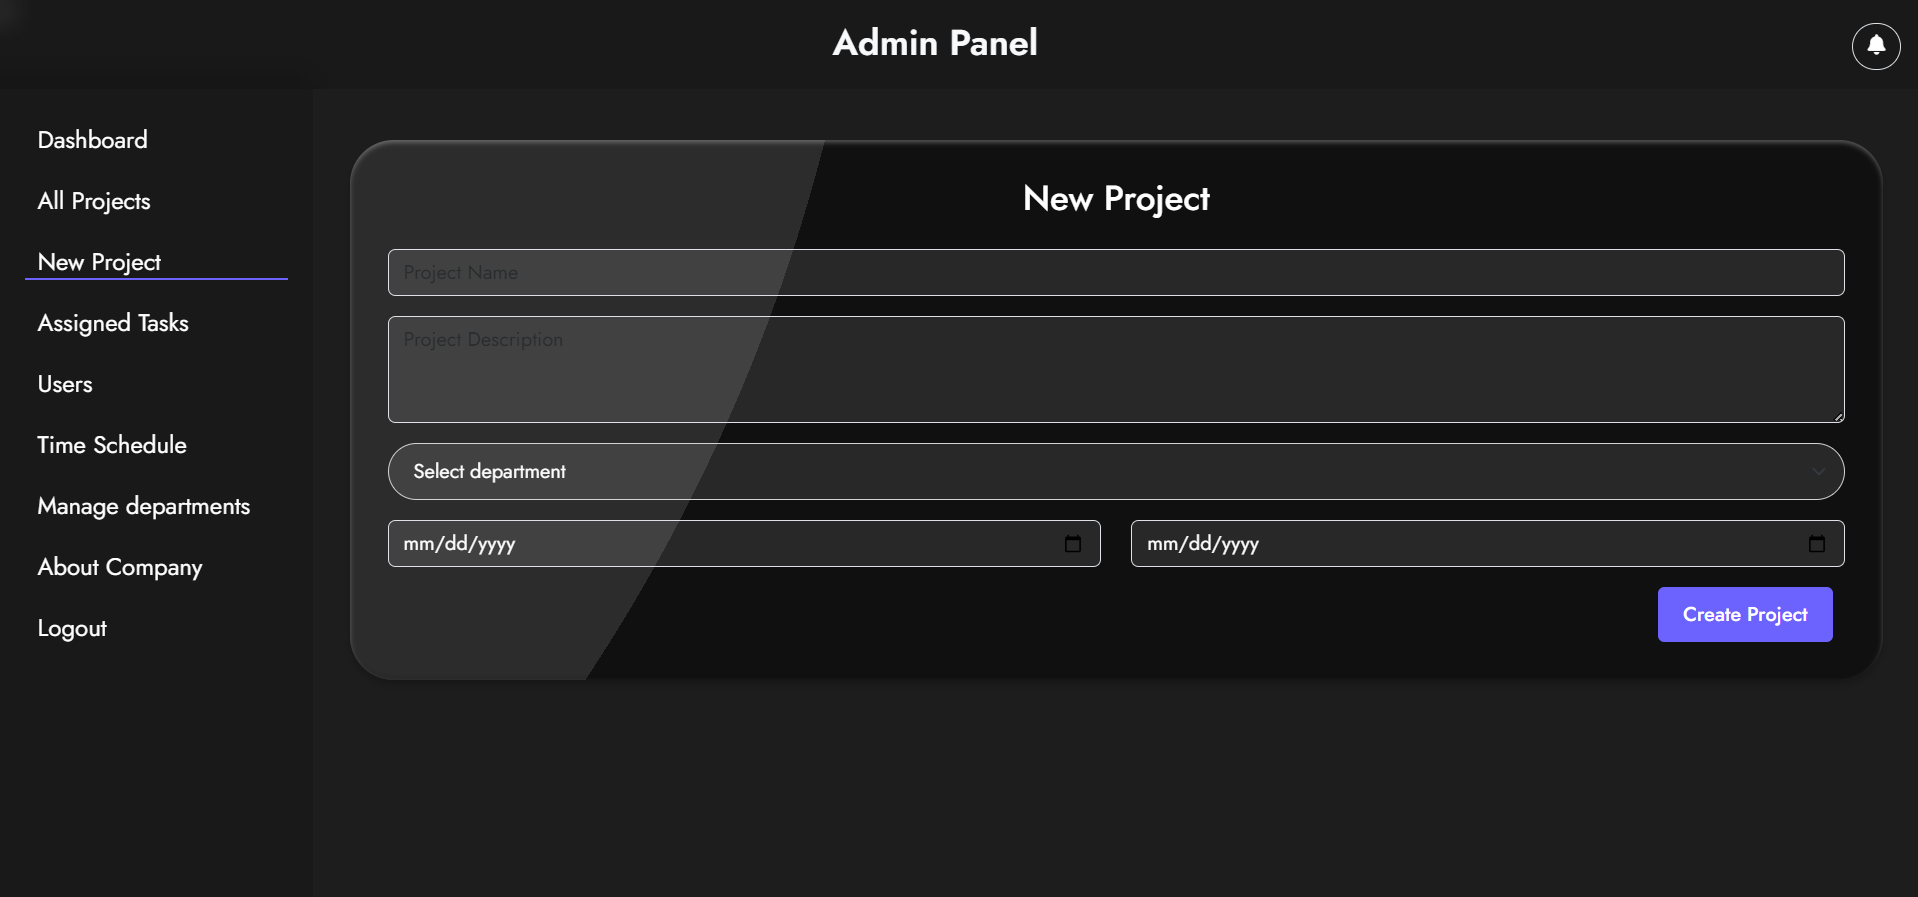 Admin Panel
Dashboard
All Projects
New Project
Assigned Tasks
Users
Time Schedule
Manage departments
About Company
Logout
New Project
Project Name
Project Description
Select department
mm/dd/yyyy
mm/dd/yyyy
Create Project